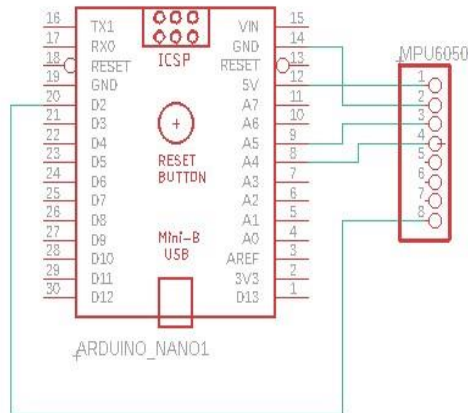 16 TX1 VIN 15
17 RX0 GND 14
18 RESET ICSP RESET 13
19 GND 5V 12
20 D2 A7 11
21 D3 A6 10
22 D4 A5 9
23 D5 A4 8
24 D6 A3 7
25 D7 A2 6
26 D8 A1 5
27 D9 A0 4
28 D10 AREF 3
29 D11 3V3 2
30 D12 D13 1
RESET
BUTTON
Mini-B
USB
ARDUINO_NANO1
MPU6050
1
2
3
4
5
6
7
8